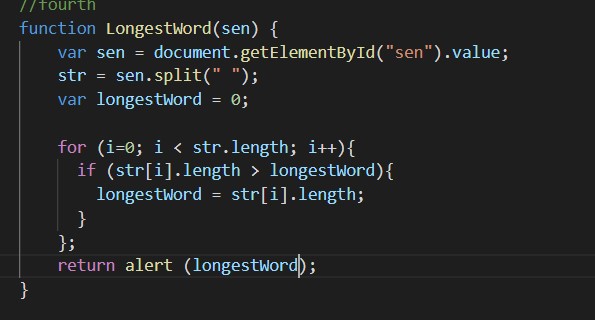 //fourth
function LongestWord(sen) {
var sen = document.getElementById("sen").value;
str = sen.split(" ");
var longestWord = 0;
for (i=0; i < str.length; i++){
if (str[i].length > longestWord){
longestWord = str[i].length;
}
};
return alert (longestWord);
}